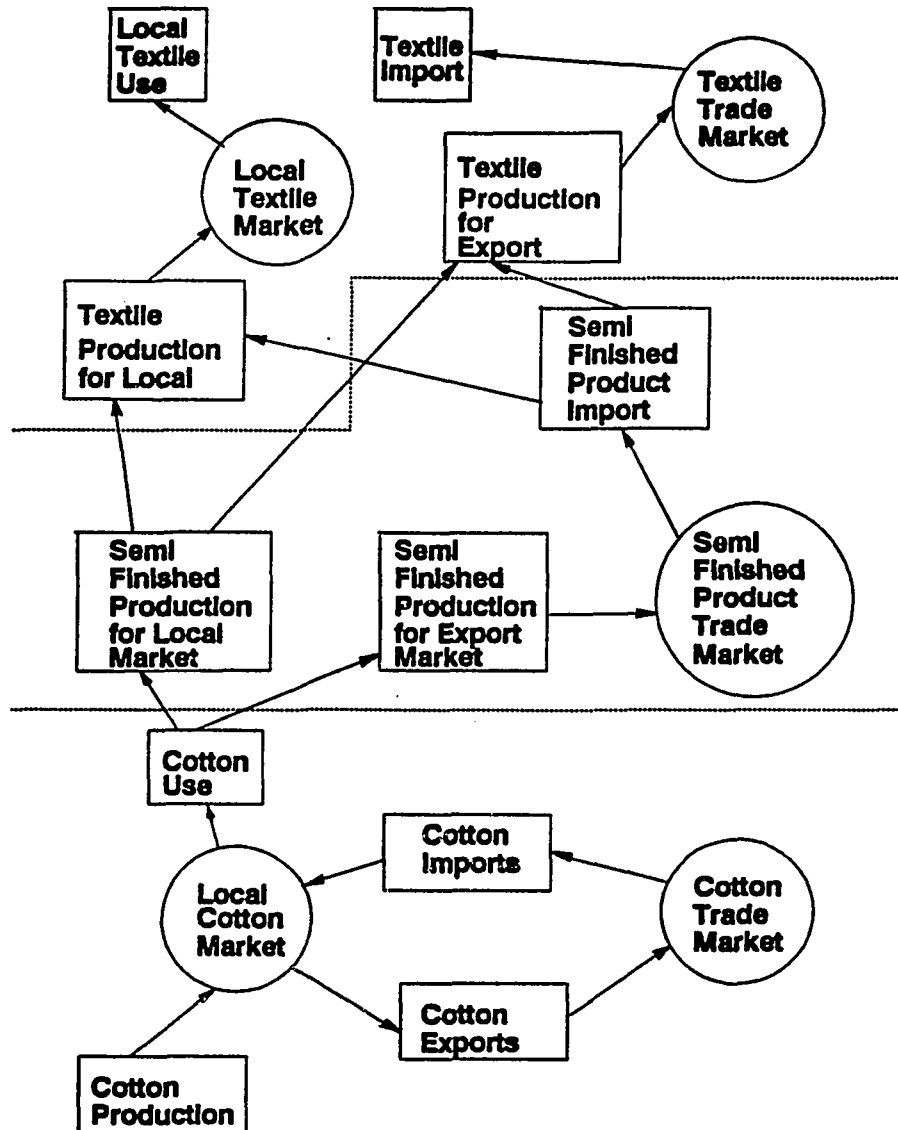 Local
Textile
Use
Textile
Import
Textile
Trade
Market
Local
Textile
Market
Textile
Production
for
Export
Textile
Production
for Local
Semi
Finished
Product
Import
Semi
Finished
Production
for Local
Market
Semi
Finished
Production
for Export
Market
Semi
Finished
Product
Trade
Market
Cotton
Use
Cotton
Imports
Local
Cotton
Market
Cotton
Trade
Market
Cotton
Exports
Cotton
Production